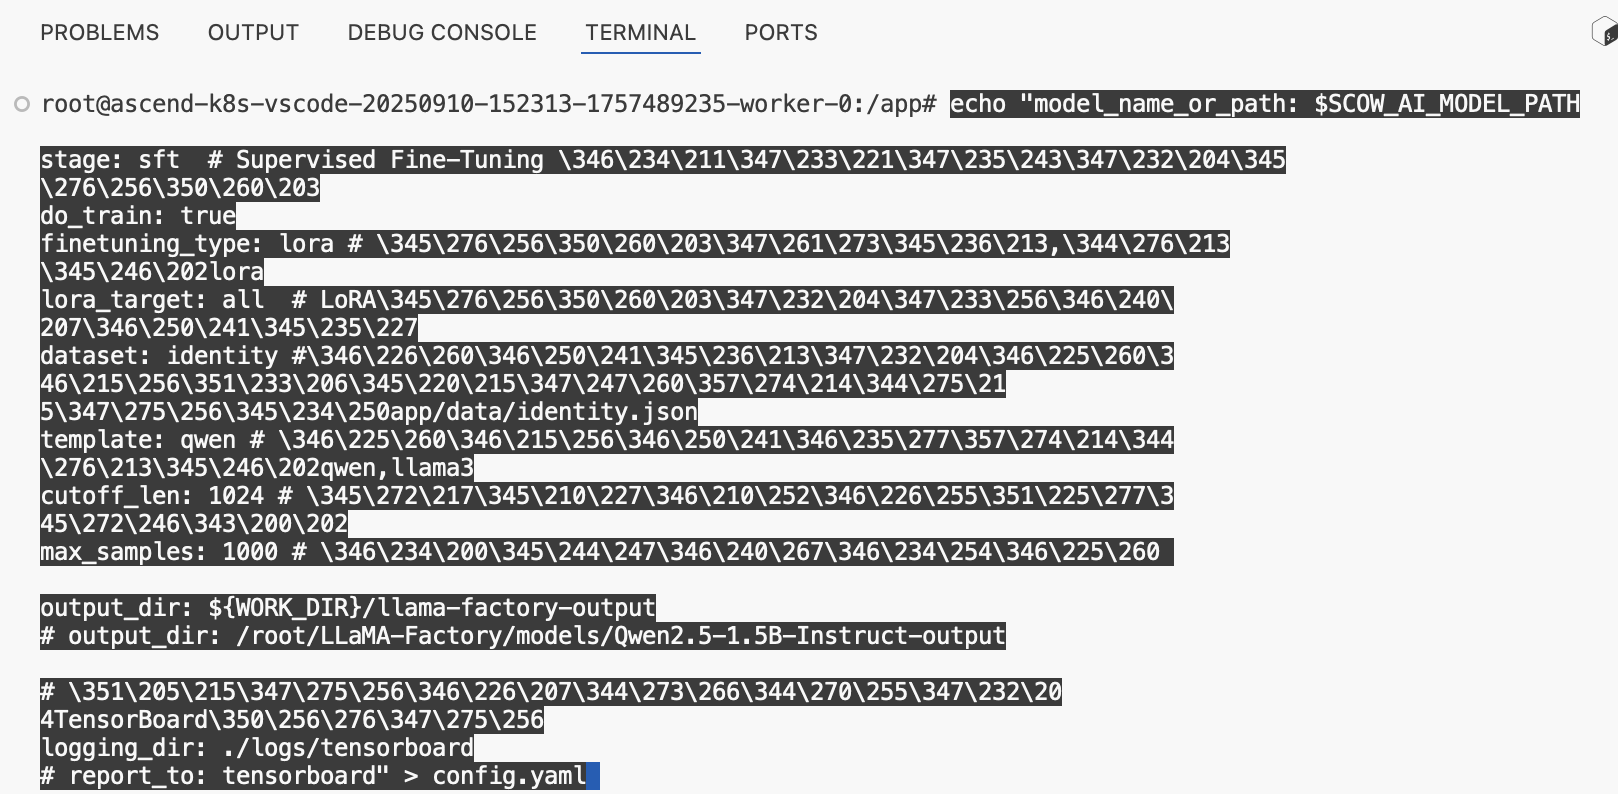 PROBLEMS OUTPUT DEBUG CONSOLE TERMINAL PORTS
root@ascend-k8s-vscode-20250910-152313-1757489235-worker-0:/app# echo "model_name_or_path: $SCOW_AI_MODEL_PATH
stage: sft  # Supervised Fine-Tuning \346\234\211\347\233\221\347\235\243\347\232\204\345
\276\256\350\260\203
do_train: true
finetuning_type: lora # \345\276\256\350\260\203\347\261\273\345\236\213,\344\276\213
\345\246\202lora
lora_target: all  # LoRA\345\276\256\350\260\203\347\232\204\347\233\256\346\240\
207\346\250\241\345\235\227
dataset: identity #\346\226\260\346\250\241\345\236\213\347\232\204\346\225\260\3
46\215\256\351\233\206\345\220\215\347\247\260\357\274\214\344\275\21
5\347\275\256\345\234\250app/data/identity.json
template: qwen # \346\225\260\346\215\256\346\250\241\346\235\277\357\274\214\344
\276\213\345\246\202qwen,llama3
cutoff_len: 1024 # \345\272\217\345\210\227\346\210\252\346\226\255\351\225\277\3
45\272\246\343\200\202
max_samples: 1000 # \346\234\200\345\244\247\346\240\267\346\234\254\346\225\260
output_dir: ${WORK_DIR}/llama-factory-output
# output_dir: /root/LLaMA-Factory/models/Qwen2.5-1.5B-Instruct-output
# \351\205\215\347\275\256\346\226\207\344\273\266\344\270\255\347\232\20
4TensorBoard\350\256\276\347\275\256
logging_dir: ./logs/tensorboard
# report_to: tensorboard" > config.yaml